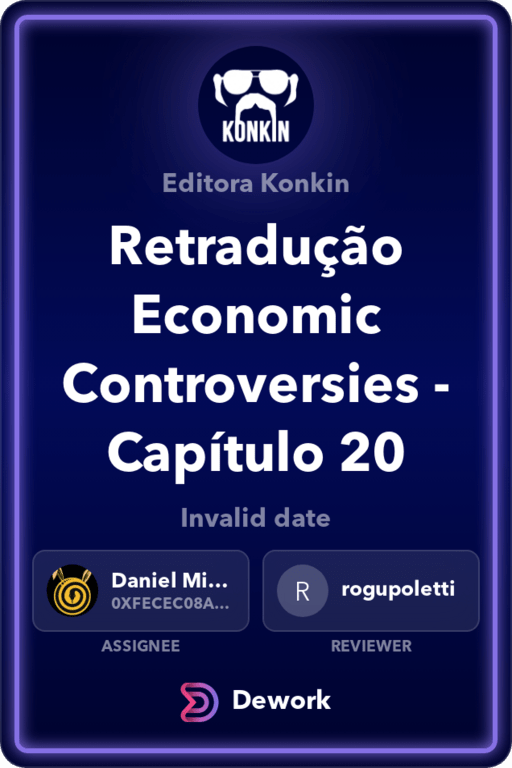 KONKIN
Editora Konkin
Retradução
Economic
Controversies -
Capítulo 20
Invalid date
Daniel Mi...
0XFECEC08A...
ASSIGNEE
R
rogupoletti
REVIEWER
Dework